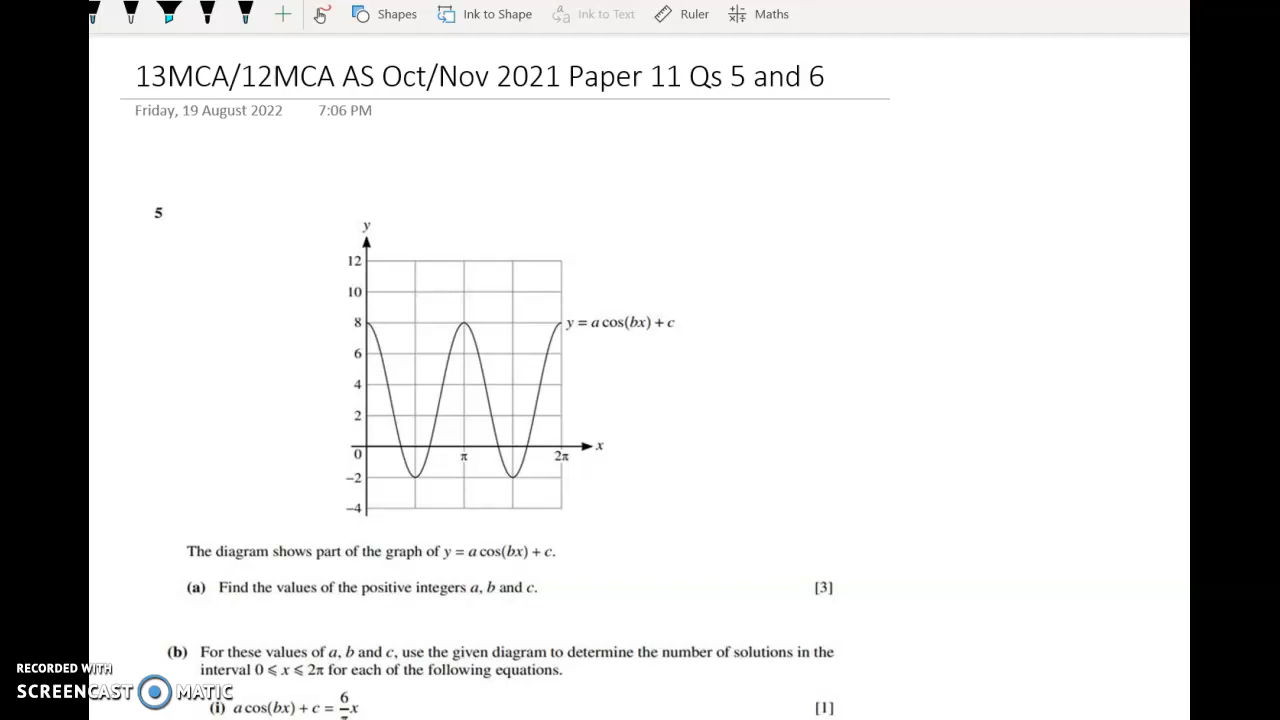 Shapes Ink to Shape Ink to Text Ruler Maths
13MCA/12MCA AS Oct/Nov 2021 Paper 11 Qs 5 and 6
Friday, 19 August 2022 7:06 PM
5
y
12
10
8
y = a cos(bx) + c
6
4
2
0
π
2π
x
−2
−4
The diagram shows part of the graph of y = a cos(bx) + c.
(a) Find the values of the positive integers a, b and c. [3]
(b) For these values of a, b and c, use the given diagram to determine the number of solutions in the
interval 0 ⩽ x ⩽ 2π for each of the following equations.
(i) a cos(bx) + c = 6/π x [1]
RECORDED WITH
SCREENCAST MATIC